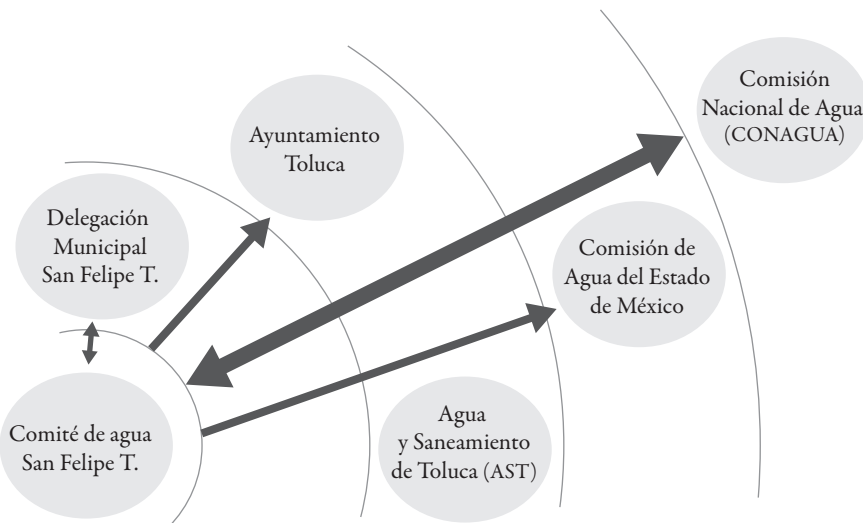 Comisión
Nacional de Agua
(CONAGUA)
Ayuntamiento
Toluca
Delegación
Municipal
San Felipe T.
Comisión de
Agua del Estado
de México
Comité de agua
San Felipe T.
Agua
y Saneamiento
de Toluca (AST)